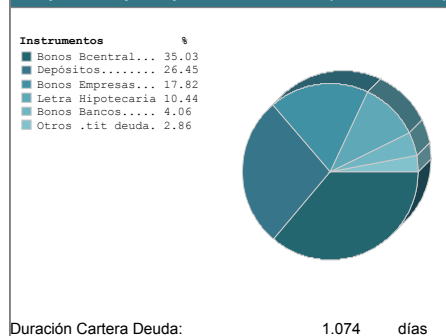 Instrumentos %
Bonos Bcentral... 35.03
Depósitos........ 26.45
Bonos Empresas... 17.82
Letra Hipotecaria 10.44
Bonos Bancos..... 4.06
Otros .tít deuda. 2.86
Duración Cartera Deuda: 1.074 días